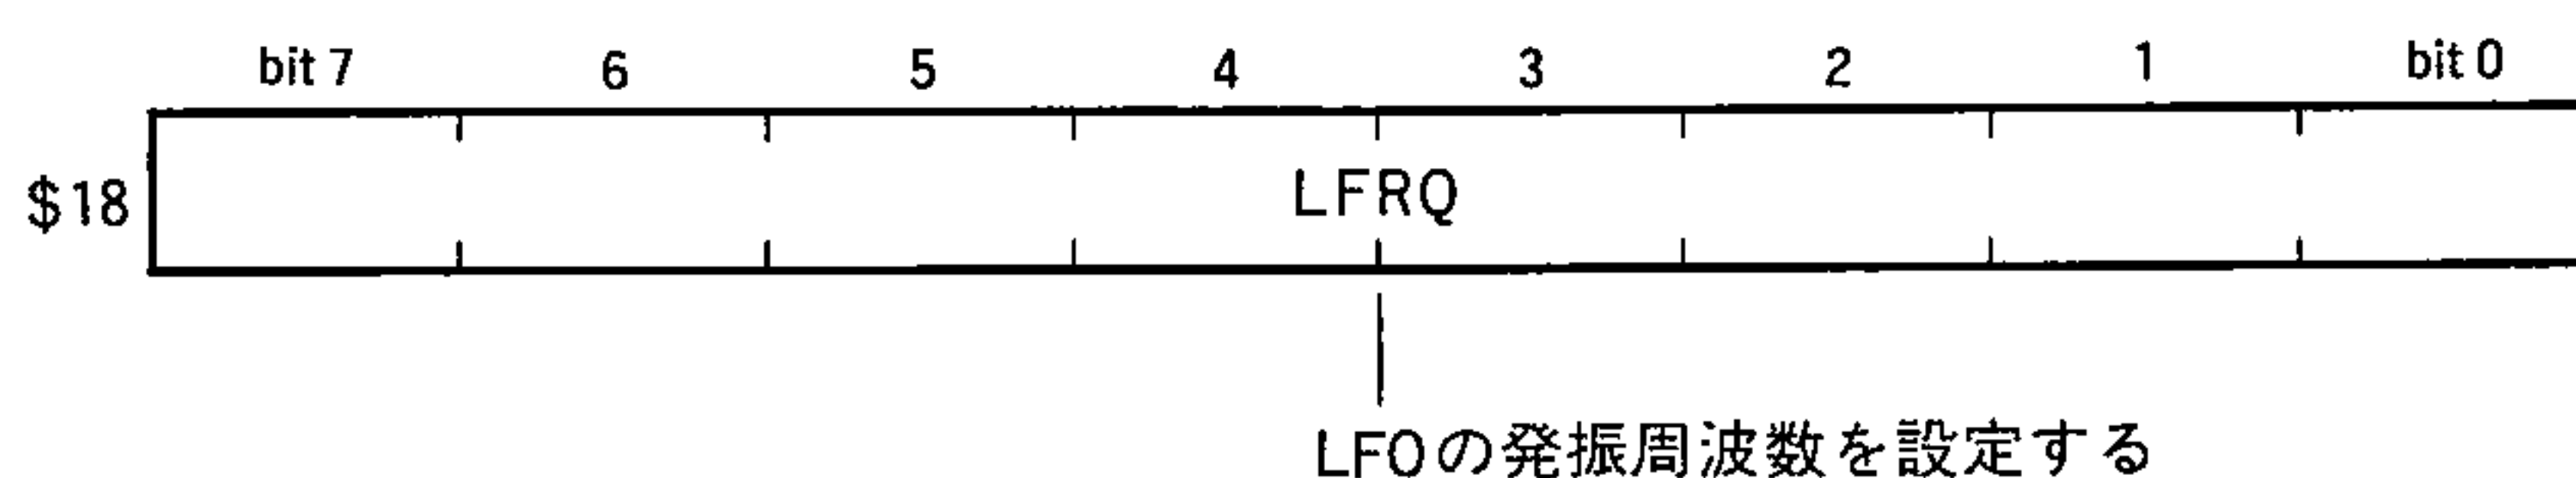 bit 7 6 5 4 3 2 1 bit 0
$18 LFRQ
LFOの発振周波数を設定する